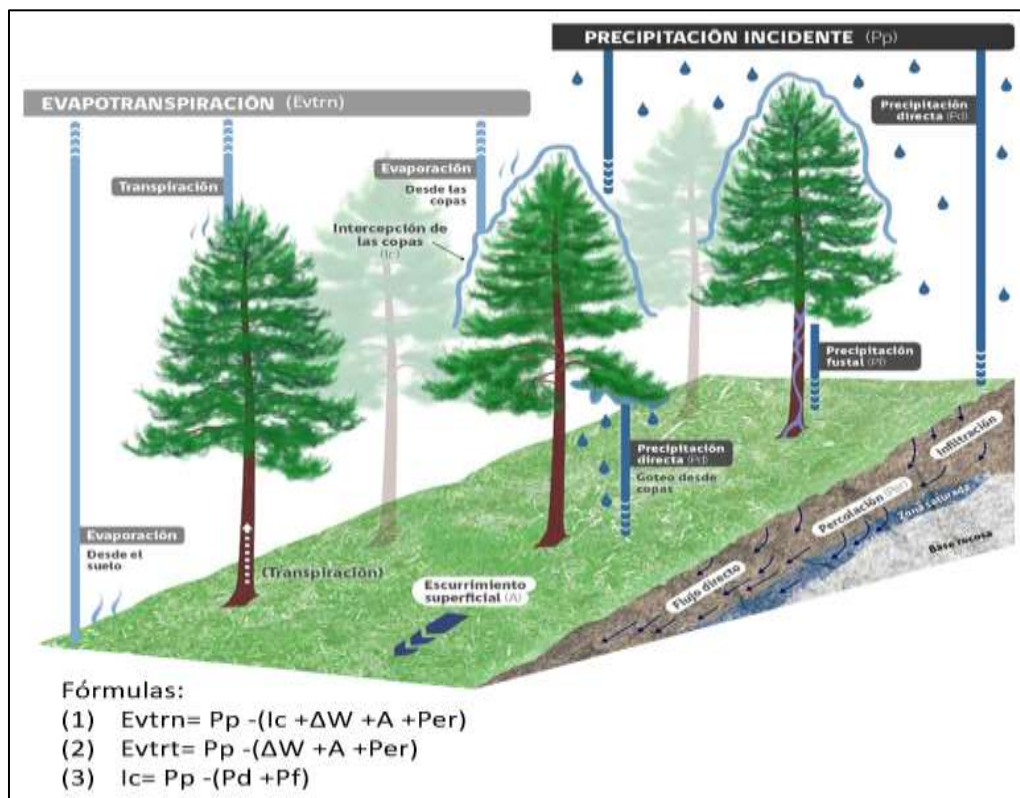 PRECIPITACIÓN INCIDENTE (Pp)
EVAPOTRANSPIRACIÓN (Evtrn)
Precipitación
directa (Pd)
Transpiración
Evaporación
Desde las
copas
Intercepción de
las copas
(Ic)
Precipitación
fustal (Pf)
Precipitación
directa (Pd)
Goteo desde
copas
Infiltración
Percolación (Per)
Zona saturada
Base rocosa
Flujo directo
Evaporación
Desde el
suelo
(Transpiración)
Escurrimiento
superficial (A)
Fórmulas:
(1) Evtrn= Pp -(Ic +ΔW +A +Per)
(2) Evtrt= Pp -(ΔW +A +Per)
(3) Ic= Pp -(Pd +Pf)